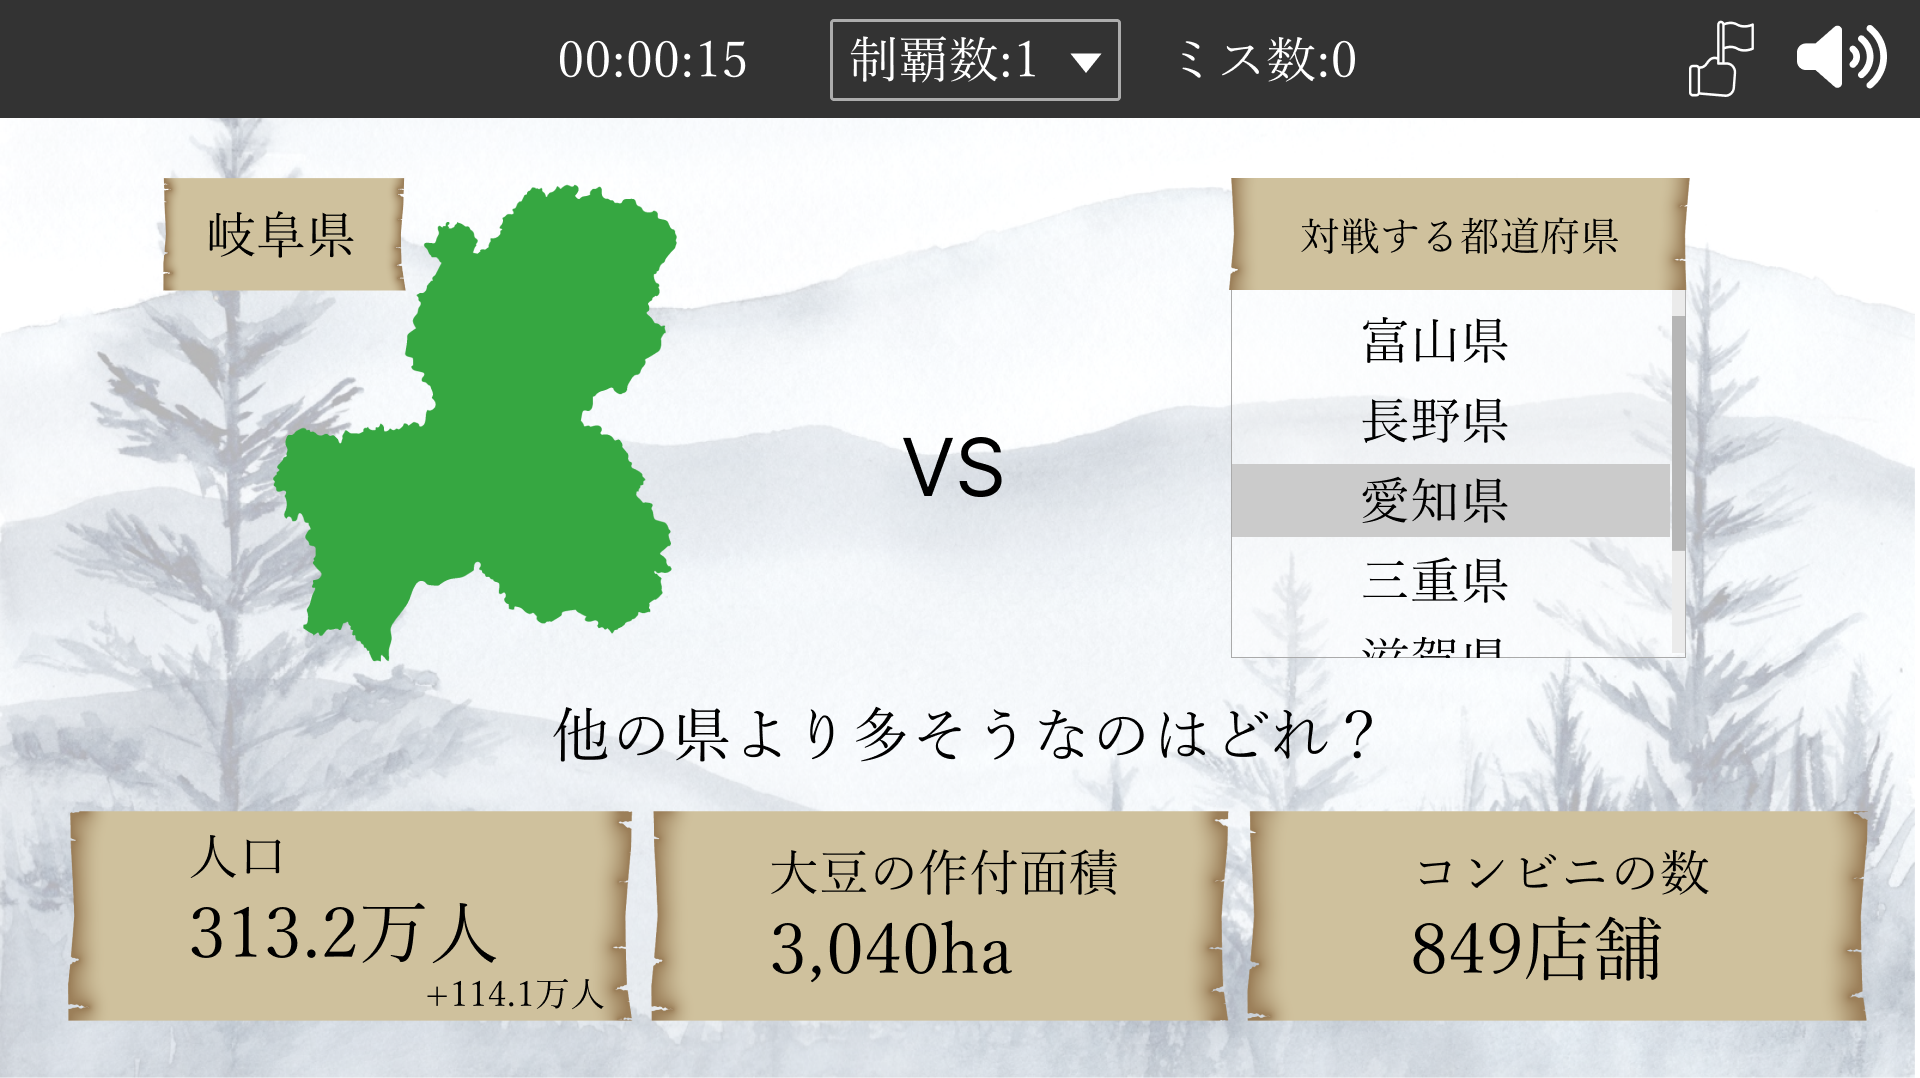 00:00:15
制覇数:1
ミス数:0
岐阜県
対戦する都道府県
富山県
長野県
愛知県
三重県
滋賀県
VS
他の県より多そうなのはどれ？
人口
313.2万人
+114.1万人
大豆の作付面積
3,040ha
コンビニの数
849店舗